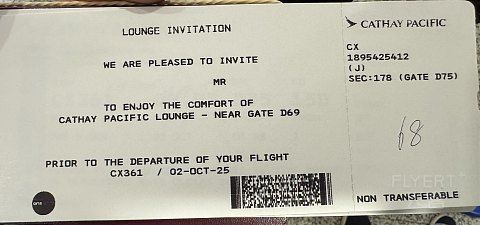 LOUNGE INVITATION
WE ARE PLEASED TO INVITE
MR
TO ENJOY THE COMFORT OF
CATHAY PACIFIC LOUNGE - NEAR GATE D69
PRIOR TO THE DEPARTURE OF YOUR FLIGHT
CX361 / 02-OCT-25
one
CATHAY PACIFIC
CX
1895425412
(J)
SEC:178 (GATE D75)
68
FLYERT
NON TRANSFERABLE